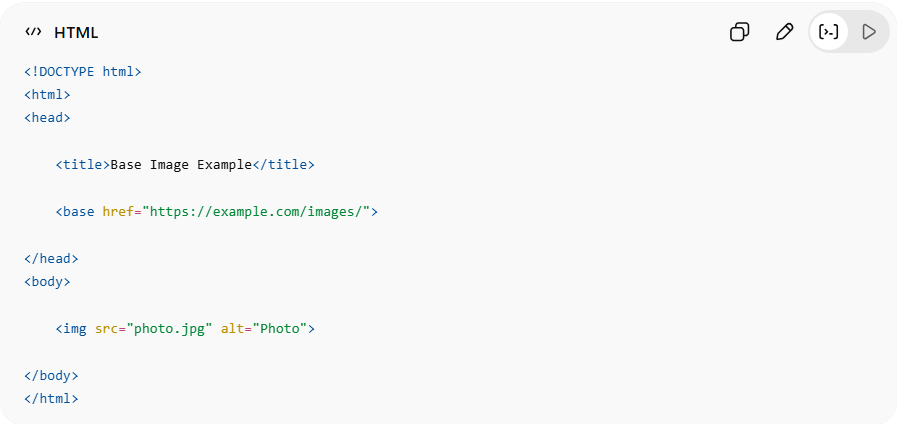 HTML
<!DOCTYPE html>
<html>
<head>
<title>Base Image Example</title>
<base href="https://example.com/images/">
</head>
<body>
<img src="photo.jpg" alt="Photo">
</body>
</html>